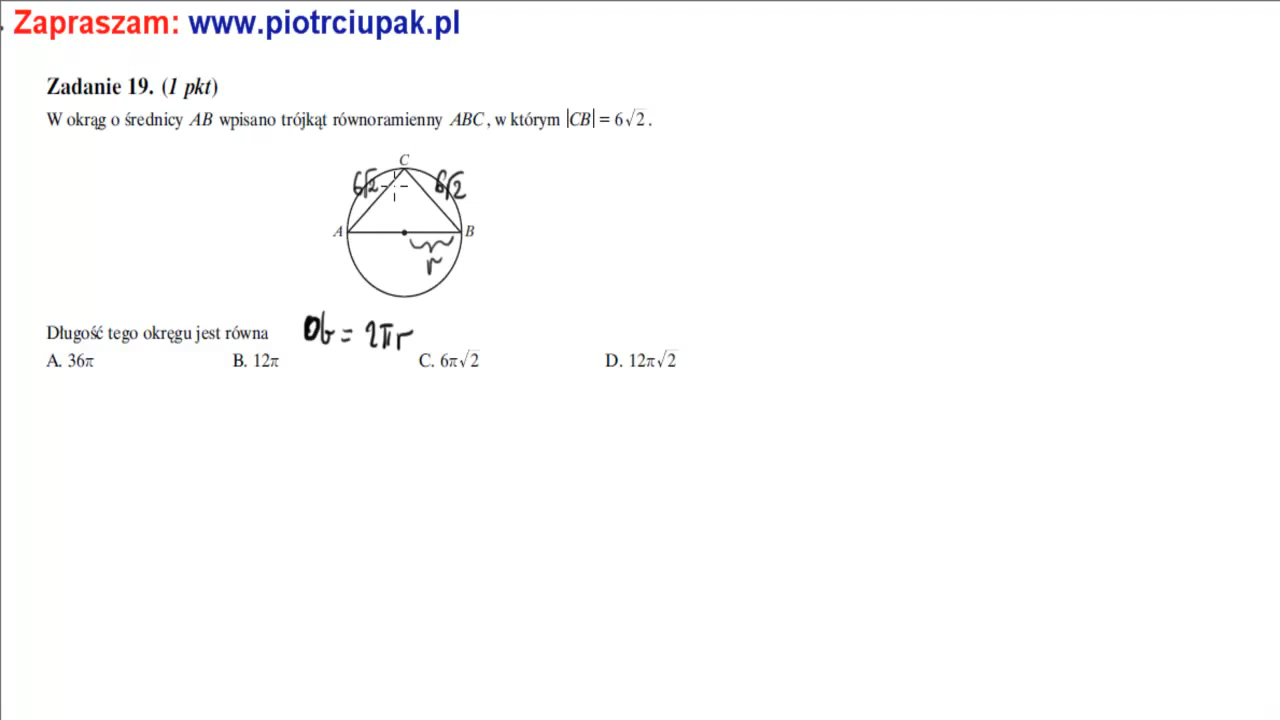 Zapraszam: www.piotrciupak.pl
Zadanie 19. (1 pkt)
W okrąg o średnicy AB wpisano trójkąt równoramienny ABC, w którym |CB| = 6√2.
C
6√2 6√2
A B
r
Długość tego okręgu jest równa Ob = 2πr
A. 36π B. 12π C. 6π√2 D. 12π√2